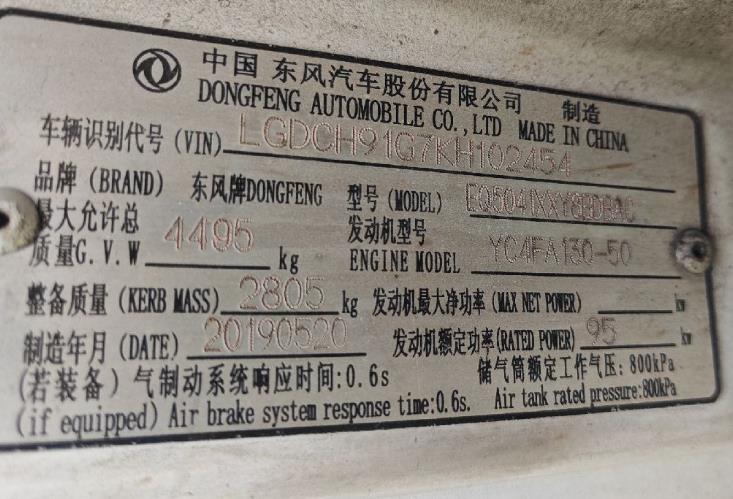 中国 东风汽车股份有限公司 制造
DONGFENG AUTOMOBILE CO.,LTD MADE IN CHINA
车辆识别代号(VIN) LGDCH91G7KH102454
品牌(BRAND) 东风牌DONGFENG 型号(MODEL) EQ5041XXY8BDBAC
最大允许总质量G.V.W 4495 kg 发动机型号 ENGINE MODEL YC4FA130-50
整备质量(KERB MASS) 2805 kg 发动机最大净功率(MAX NET POWER) kw
制造年月(DATE) 20190520 发动机额定功率(RATED POWER) 95 kw
(若装备)气制动系统响应时间:0.6s 储气筒额定工作气压:800kPa
(if equipped)Air brake system response time:0.6s. Air tank rated pressure:800kPa